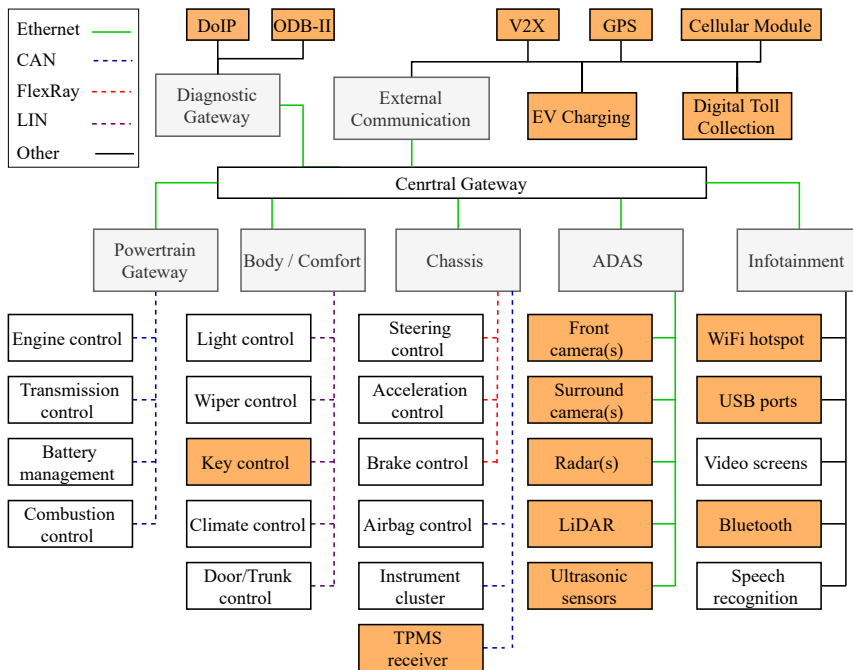 Ethernet
CAN
FlexRay
LIN
Other
DoIP
ODB-II
V2X
GPS
Cellular Module
Diagnostic
Gateway
External
Communication
EV Charging
Digital Toll
Collection
Cenrtral Gateway
Powertrain
Gateway
Body / Comfort
Chassis
ADAS
Infotainment
Engine control
Transmission
control
Battery
management
Combustion
control
Light control
Wiper control
Key control
Climate control
Door/Trunk
control
Steering
control
Acceleration
control
Brake control
Airbag control
Instrument
cluster
TPMS
receiver
Front
camera(s)
Surround
camera(s)
Radar(s)
LiDAR
Ultrasonic
sensors
WiFi hotspot
USB ports
Video screens
Bluetooth
Speech
recognition